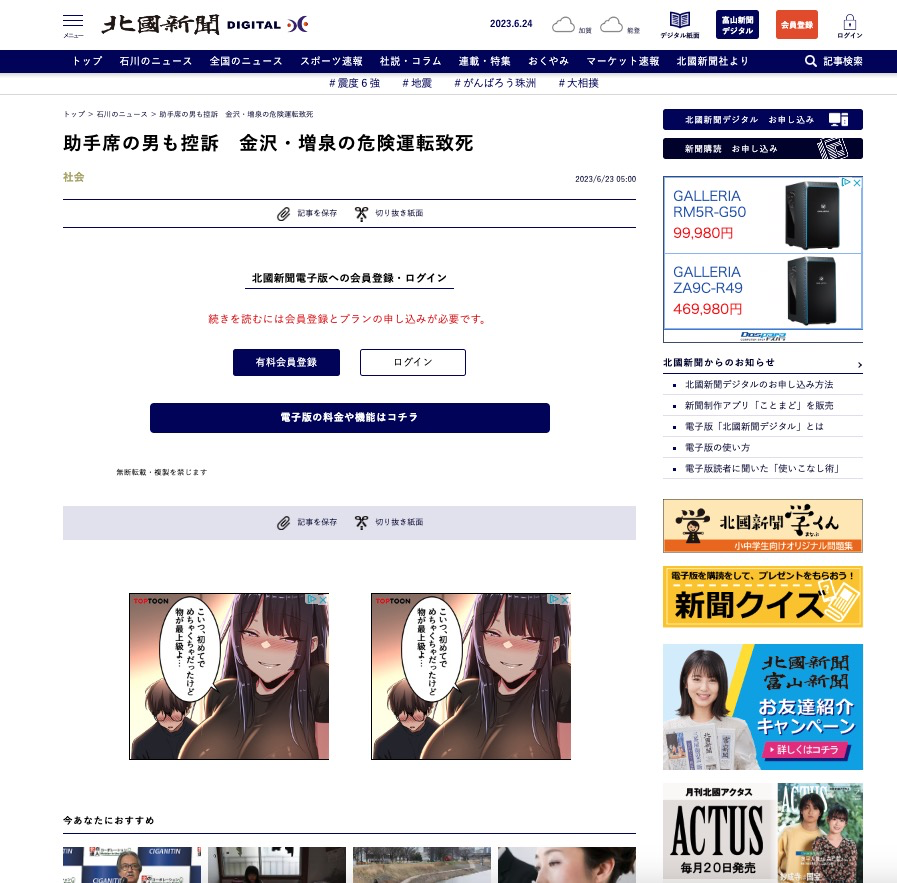 メニュー
北國新聞 DIGITAL
2023.6.24
加賀
能登
デジタル紙面
富山新聞
デジタル
会員登録
ログイン
トップ 石川のニュース 全国のニュース スポーツ速報 社説・コラム 連載・特集 おくやみ マーケット速報 北國新聞社より 記事検索
#震度6強 #地震 #がんばろう珠洲 #大相撲
トップ > 石川のニュース > 助手席の男も控訴 金沢・増泉の危険運転致死
助手席の男も控訴 金沢・増泉の危険運転致死
社会
2023/6/23 05:00
記事を保存 切り抜き紙面
北國新聞電子版への会員登録・ログイン
続きを読むには会員登録とプランの申し込みが必要です。
有料会員登録 ログイン
電子版の料金や機能はコチラ
無断転載・複製を禁じます
記事を保存 切り抜き紙面
TOPTOON
こいつ、初めてで
めちゃくちゃだったけど
物が最上級よ…
TOPTOON
こいつ、初めてで
めちゃくちゃだったけど
物が最上級よ…
今あなたにおすすめ
CIGANITIN
北國新聞デジタル お申し込み
新聞購読 お申し込み
GALLERIA
RM5R-G50
99,980円
GALLERIA
ZA9C-R49
469,980円
Dospara
北國新聞からのお知らせ
北國新聞デジタルのお申し込み方法
新聞制作アプリ「ことまど」を販売
電子版「北國新聞デジタル」とは
電子版の使い方
電子版読者に聞いた「使いこなし術」
北國新聞学くん
まなぶ
小中学生向けオリジナル問題集
電子版を購読をして、プレゼントをもらおう!
新聞クイズ
北國新聞
富山新聞
お友達紹介
キャンペーン
詳しくはコチラ
月刊北國アクタス
ACTUS
毎月20日発売
ACTUS